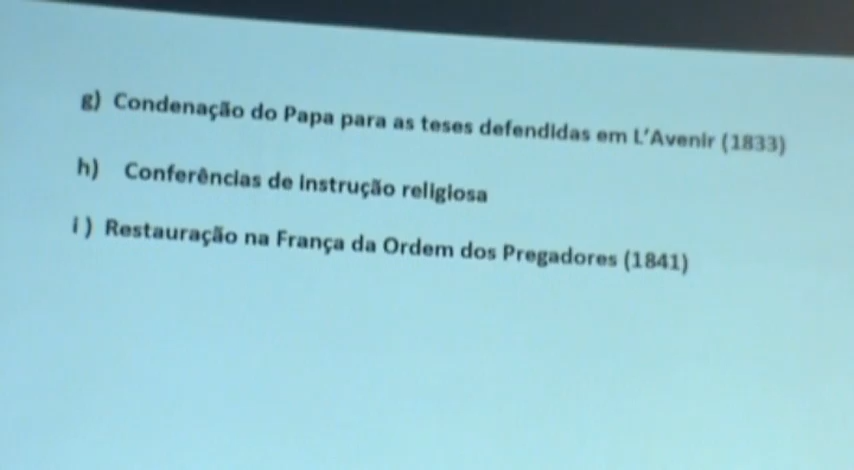 g) Condenação do Papa para as teses defendidas em L'Avenir (1833)
h) Conferências de instrução religiosa
i ) Restauração na França da Ordem dos Pregadores (1841)